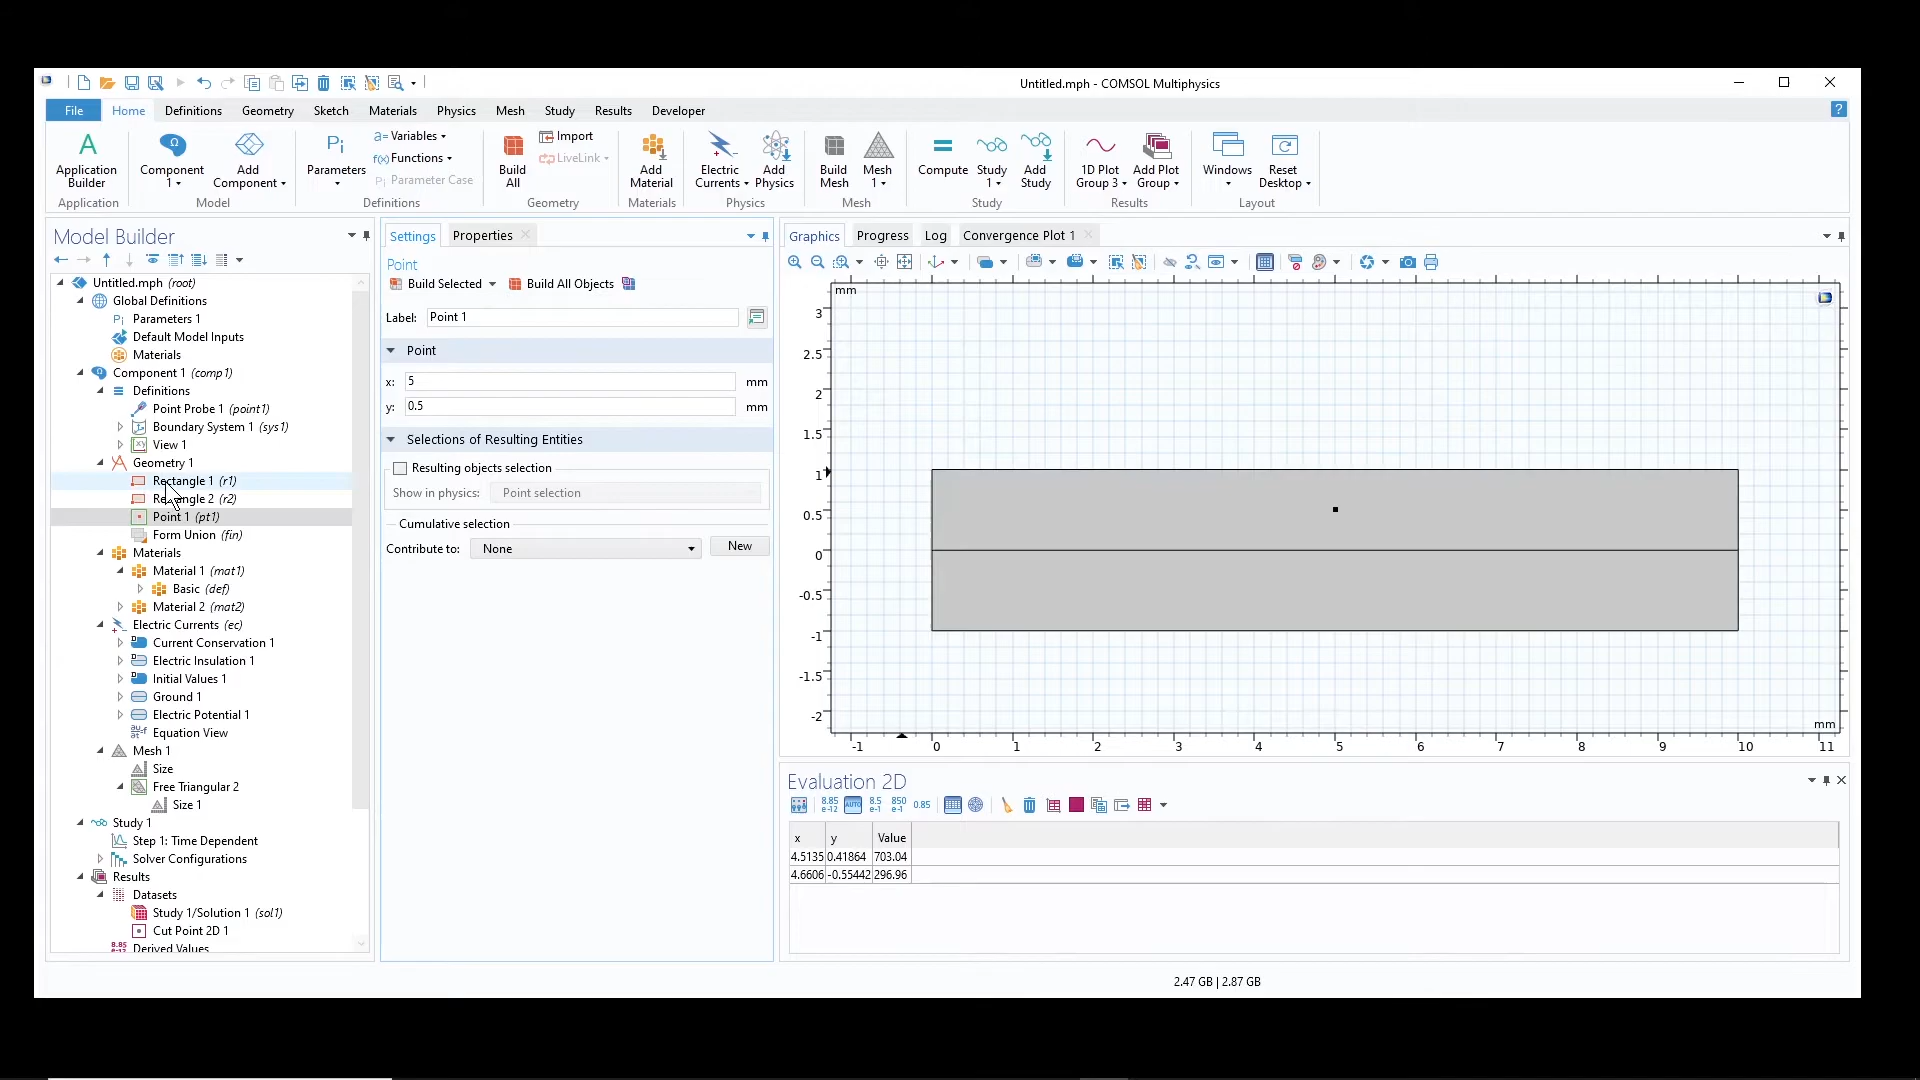 Untitled.mph - COMSOL Multiphysics
File Home Definitions Geometry Sketch Materials Physics Mesh Study Results Developer ?
Application Builder
Component 1
Add Component
Parameters
a= Variables
f(x) Functions
Pi Parameter Case
Build All
Import
LiveLink
Add Material
Electric Currents
Add Physics
Build Mesh
Mesh 1
Compute
Study 1
Add Study
1D Plot Group 3
Add Plot Group
Windows
Reset Desktop
Application Model Definitions Geometry Materials Physics Mesh Study Results Layout
Model Builder
Untitled.mph (root)
Global Definitions
Pi Parameters 1
Default Model Inputs
Materials
Component 1 (comp1)
Definitions
Point Probe 1 (point1)
Boundary System 1 (sys1)
View 1
Geometry 1
Rectangle 1 (r1)
Rectangle 2 (r2)
Point 1 (pt1)
Form Union (fin)
Materials
Material 1 (mat1)
Basic (def)
Material 2 (mat2)
Electric Currents (ec)
Current Conservation 1
Electric Insulation 1
Initial Values 1
Ground 1
Electric Potential 1
Equation View
Mesh 1
Size
Free Triangular 2
Size 1
Study 1
Step 1: Time Dependent
Solver Configurations
Results
Datasets
Study 1/Solution 1 (sol1)
Cut Point 2D 1
Derived Values
Settings Properties
Point
Build Selected Build All Objects
Label: Point 1
Point
x: 5 mm
y: 0.5 mm
Selections of Resulting Entities
Resulting objects selection
Show in physics: Point selection
Cumulative selection
Contribute to: None New
Graphics Progress Log Convergence Plot 1
mm
3
2.5
2
1.5
1
0.5
0
-0.5
-1
-1.5
-2
mm
-1 0 1 2 3 4 5 6 7 8 9 10 11
Evaluation 2D
8.85 e-12 AUTO 8.5 e-1 850 e-1 0.85
x y Value
4.5135 0.41864 703.04
4.6606 -0.55442 296.96
2.47 GB | 2.87 GB